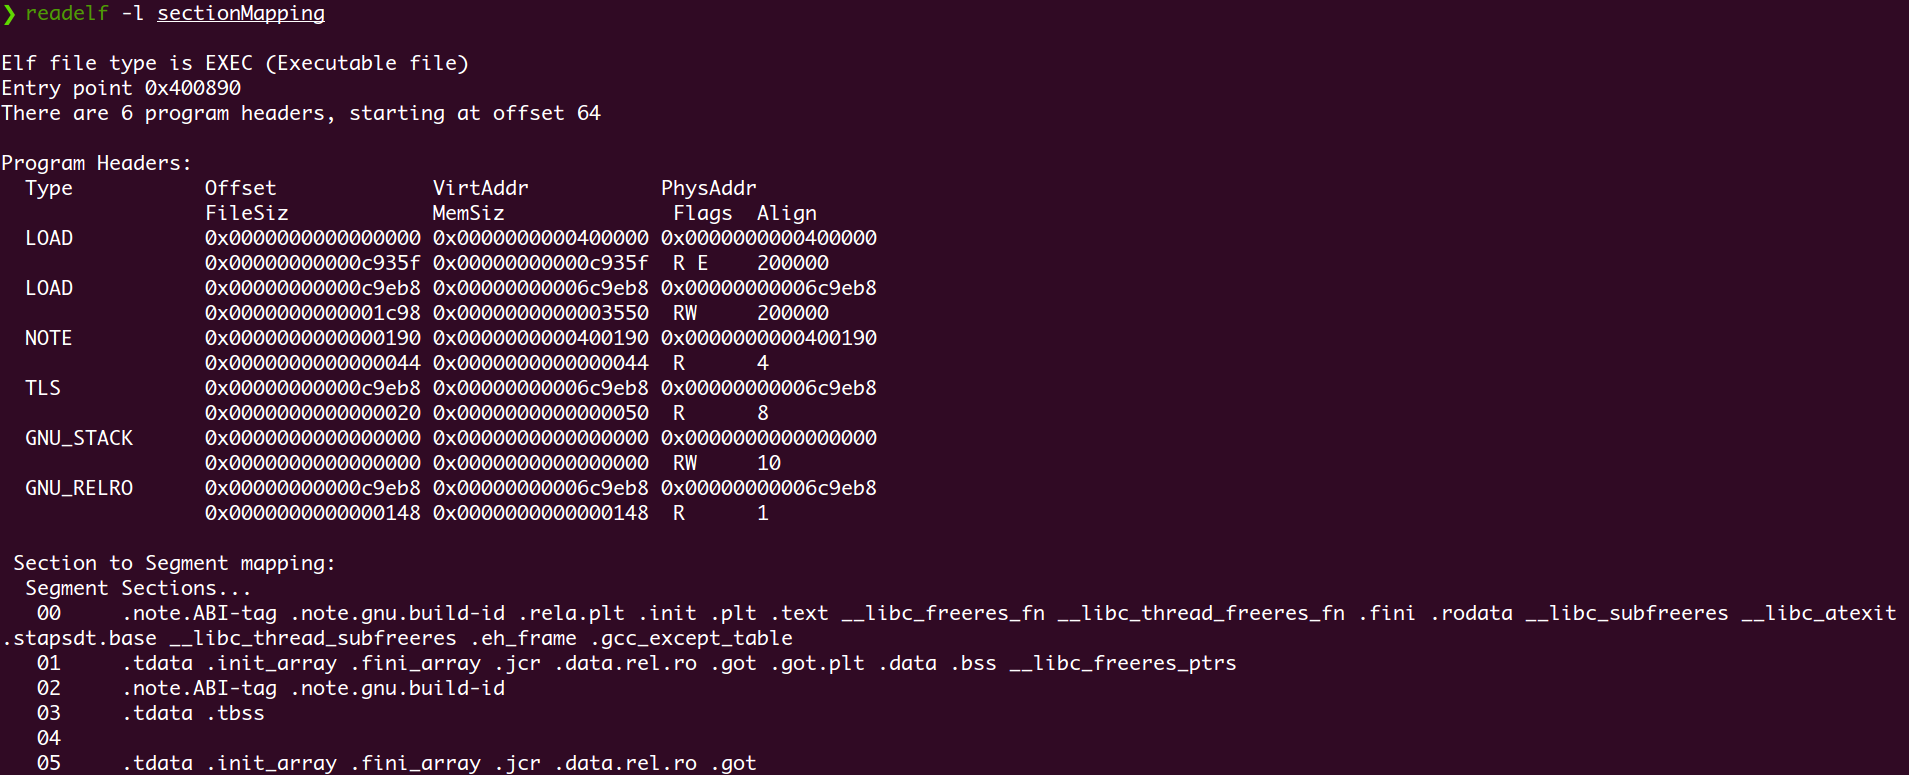 ❯ readelf -l sectionMapping
Elf file type is EXEC (Executable file)
Entry point 0x400890
There are 6 program headers, starting at offset 64
Program Headers:
  Type           Offset             VirtAddr           PhysAddr
                 FileSiz            MemSiz              Flags  Align
  LOAD           0x0000000000000000 0x0000000000400000 0x0000000000400000
                 0x00000000000c935f 0x00000000000c935f  R E    200000
  LOAD           0x00000000000c9eb8 0x00000000006c9eb8 0x00000000006c9eb8
                 0x0000000000001c98 0x0000000000003550  RW     200000
  NOTE           0x0000000000000190 0x0000000000400190 0x0000000000400190
                 0x0000000000000044 0x0000000000000044  R      4
  TLS            0x00000000000c9eb8 0x00000000006c9eb8 0x00000000006c9eb8
                 0x0000000000000020 0x0000000000000050  R      8
  GNU_STACK      0x0000000000000000 0x0000000000000000 0x0000000000000000
                 0x0000000000000000 0x0000000000000000  RW     10
  GNU_RELRO      0x00000000000c9eb8 0x00000000006c9eb8 0x00000000006c9eb8
                 0x0000000000000148 0x0000000000000148  R      1
 Section to Segment mapping:
  Segment Sections...
   00     .note.ABI-tag .note.gnu.build-id .rela.plt .init .plt .text __libc_freeres_fn __libc_thread_freeres_fn .fini .rodata __libc_subfreeres __libc_atexit
.stapsdt.base __libc_thread_subfreeres .eh_frame .gcc_except_table
   01     .tdata .init_array .fini_array .jcr .data.rel.ro .got .got.plt .data .bss __libc_freeres_ptrs
   02     .note.ABI-tag .note.gnu.build-id
   03     .tdata .tbss
   04
   05     .tdata .init_array .fini_array .jcr .data.rel.ro .got